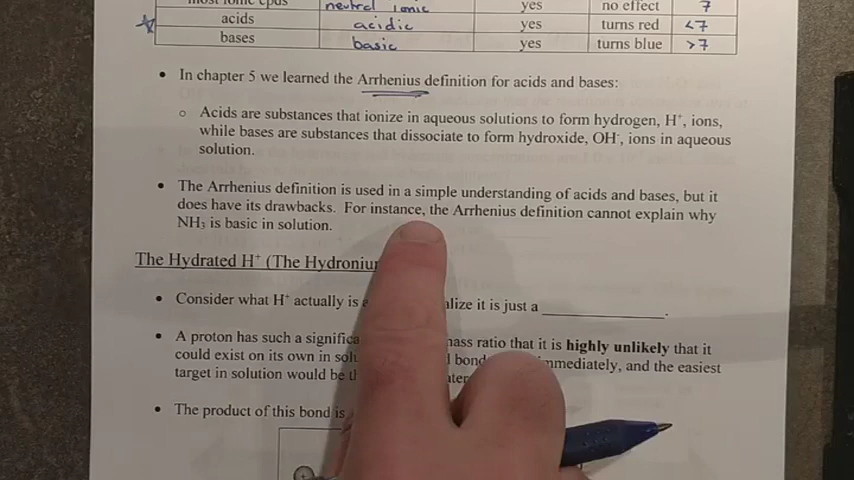 most ionic cpds neutral ionic yes no effect 7
acids acidic yes turns red <7
bases basic yes turns blue >7
• In chapter 5 we learned the Arrhenius definition for acids and bases:
o Acids are substances that ionize in aqueous solutions to form hydrogen, H⁺, ions,
while bases are substances that dissociate to form hydroxide, OH⁻, ions in aqueous
solution.
• The Arrhenius definition is used in a simple understanding of acids and bases, but it
does have its drawbacks. For instance, the Arrhenius definition cannot explain why
NH₃ is basic in solution.
The Hydrated H⁺ (The Hydroniu
• Consider what H⁺ actually is alize it is just a ____________.
• A proton has such a significa mass ratio that it is highly unlikely that it
could exist on its own in solu bond immediately, and the easiest
target in solution would be
• The product of this bond is
+